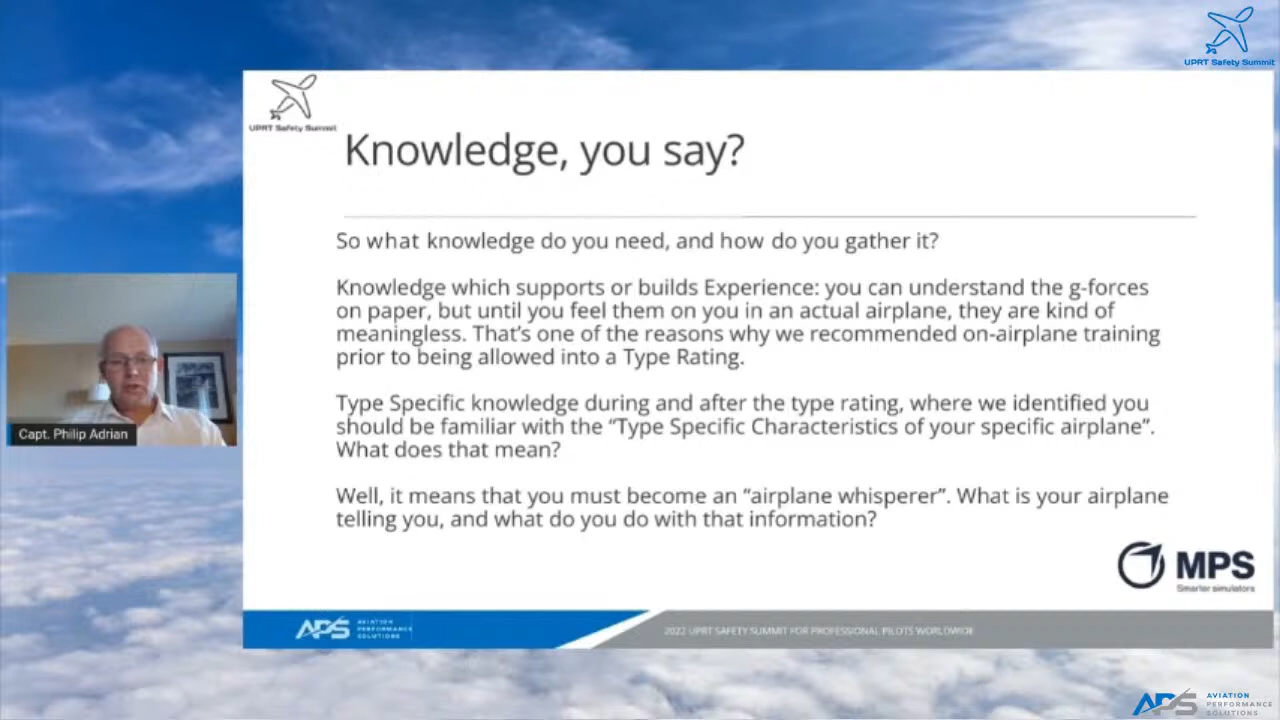 UPRT Safety Summit
UPRT Safety Summit
Knowledge, you say?
So what knowledge do you need, and how do you gather it?
Knowledge which supports or builds Experience: you can understand the g-forces
on paper, but until you feel them on you in an actual airplane, they are kind of
meaningless. That's one of the reasons why we recommended on-airplane training
prior to being allowed into a Type Rating.
Type Specific knowledge during and after the type rating, where we identified you
should be familiar with the “Type Specific Characteristics of your specific airplane”.
What does that mean?
Well, it means that you must become an “airplane whisperer”. What is your airplane
telling you, and what do you do with that information?
Capt. Philip Adrian
MPS
Smarter simulators
APS
AVIATION
PERFORMANCE
SOLUTIONS
2022 UPRT SAFETY SUMMIT FOR PROFESSIONAL PILOTS WORLDWIDE
APS
AVIATION
PERFORMANCE
SOLUTIONS